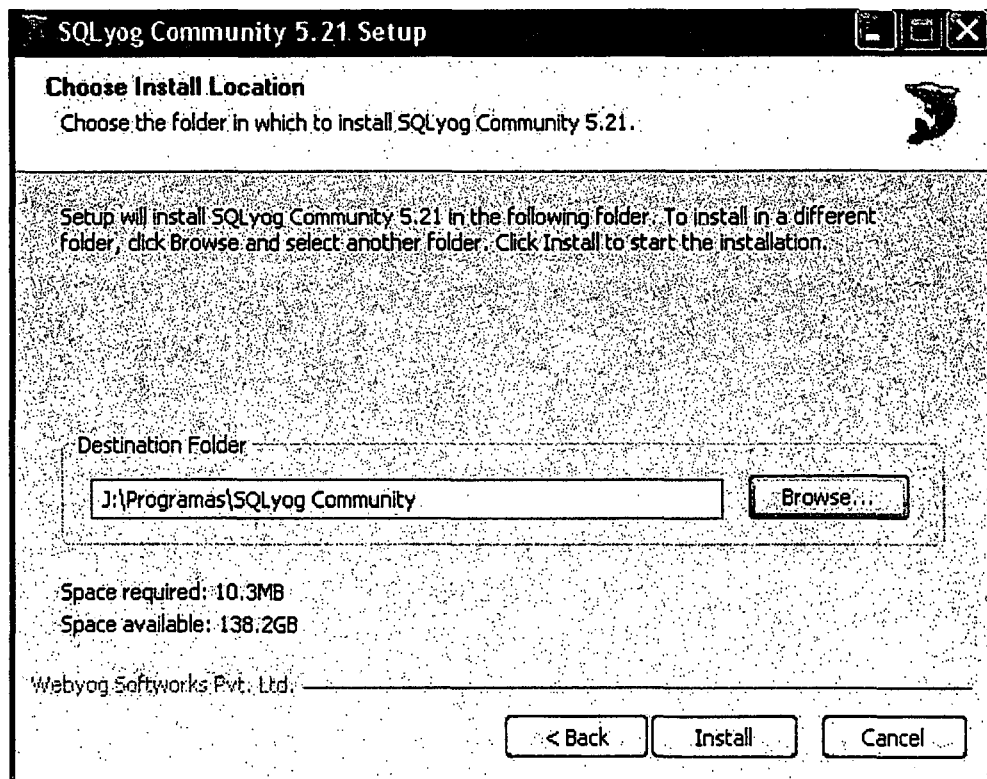 SQLyog Community 5.21 Setup
Choose Install Location
Choose the folder in which to install SQLyog Community 5.21.
Setup will install SQLyog Community 5.21 in the following folder. To install in a different
folder, click Browse and select another folder. Click Install to start the installation.
Destination Folder
J:\Programas\SQLyog Community
Browse...
Space required: 10.3MB
Space available: 138.2GB
Webyog Softworks Pvt. Ltd.
< Back
Install
Cancel